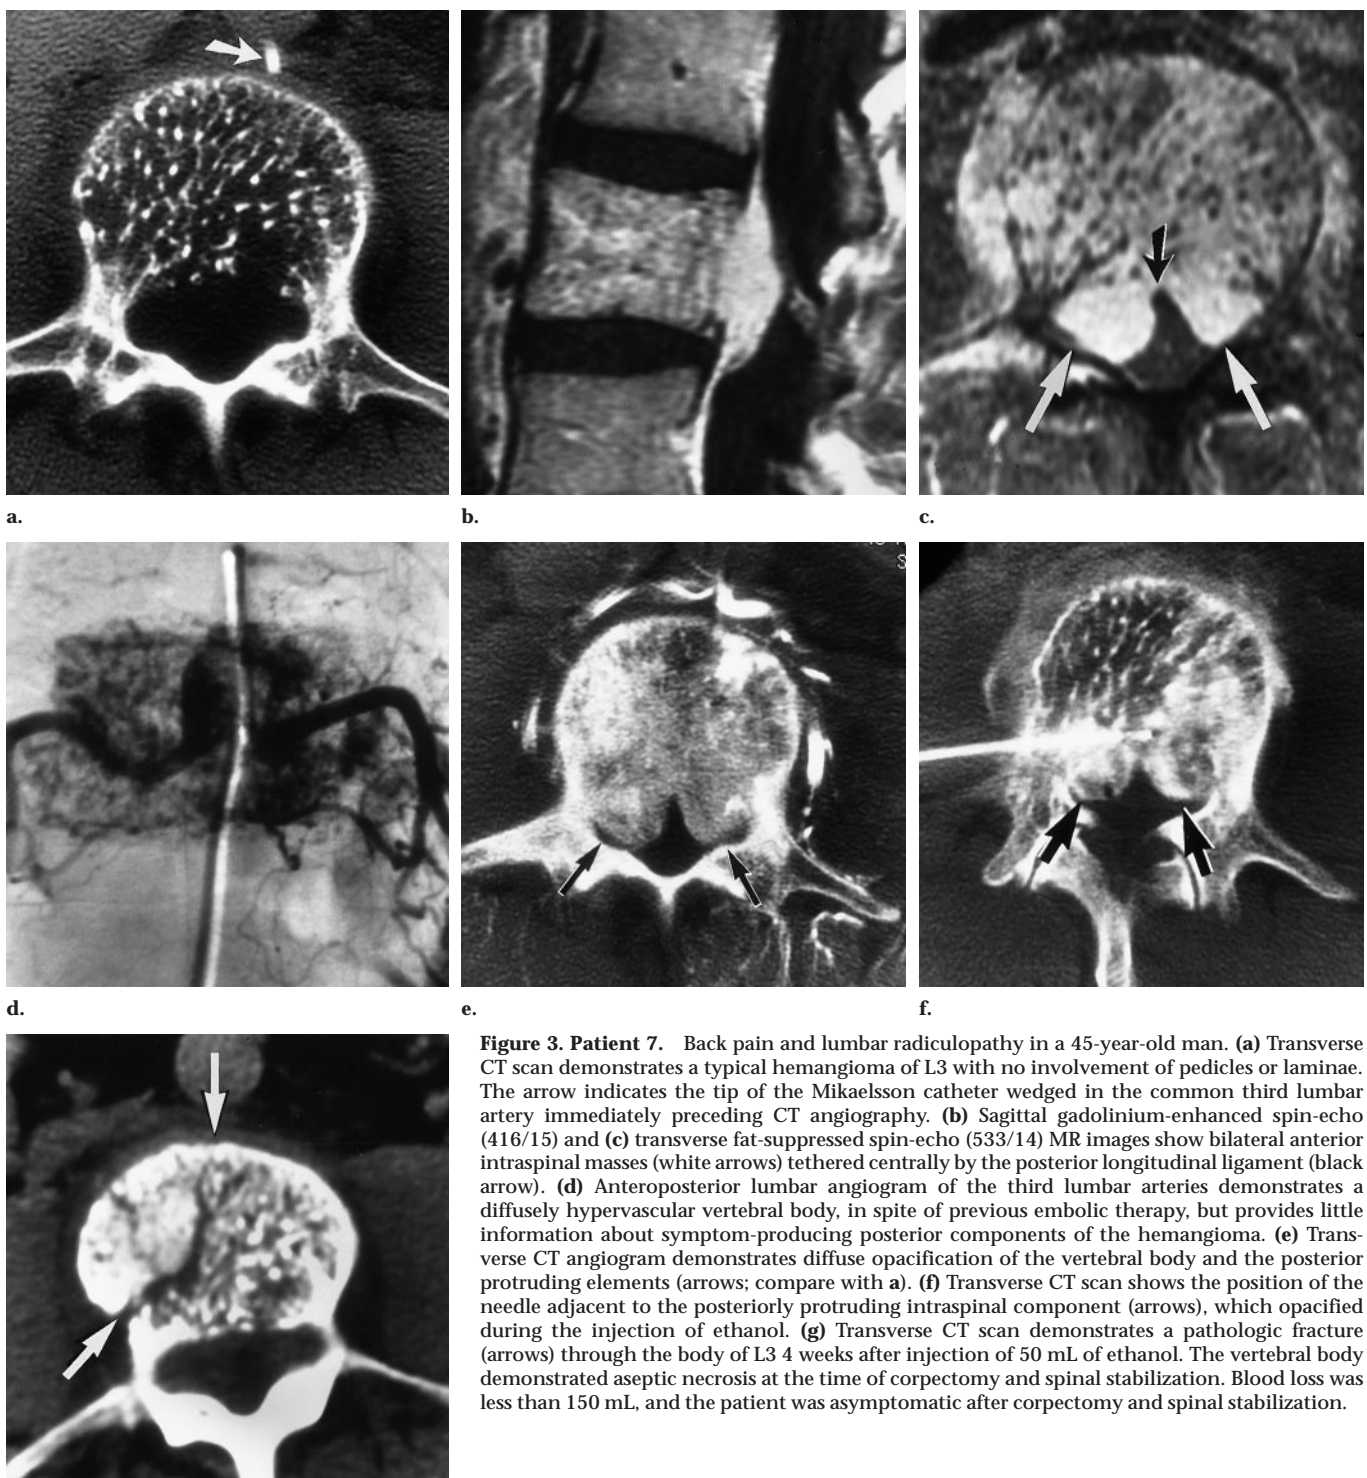 a.
b.
c.
S
d.
e.
f.
Figure 3. Patient 7. Back pain and lumbar radiculopathy in a 45-year-old man. (a) Transverse
CT scan demonstrates a typical hemangioma of L3 with no involvement of pedicles or laminae.
The arrow indicates the tip of the Mikaelsson catheter wedged in the common third lumbar
artery immediately preceding CT angiography. (b) Sagittal gadolinium-enhanced spin-echo
(416/15) and (c) transverse fat-suppressed spin-echo (533/14) MR images show bilateral anterior
intraspinal masses (white arrows) tethered centrally by the posterior longitudinal ligament (black
arrow). (d) Anteroposterior lumbar angiogram of the third lumbar arteries demonstrates a
diffusely hypervascular vertebral body, in spite of previous embolic therapy, but provides little
information about symptom-producing posterior components of the hemangioma. (e) Trans-
verse CT angiogram demonstrates diffuse opacification of the vertebral body and the posterior
protruding elements (arrows; compare with a). (f) Transverse CT scan shows the position of the
needle adjacent to the posteriorly protruding intraspinal component (arrows), which opacified
during the injection of ethanol. (g) Transverse CT scan demonstrates a pathologic fracture
(arrows) through the body of L3 4 weeks after injection of 50 mL of ethanol. The vertebral body
demonstrated aseptic necrosis at the time of corpectomy and spinal stabilization. Blood loss was
less than 150 mL, and the patient was asymptomatic after corpectomy and spinal stabilization.